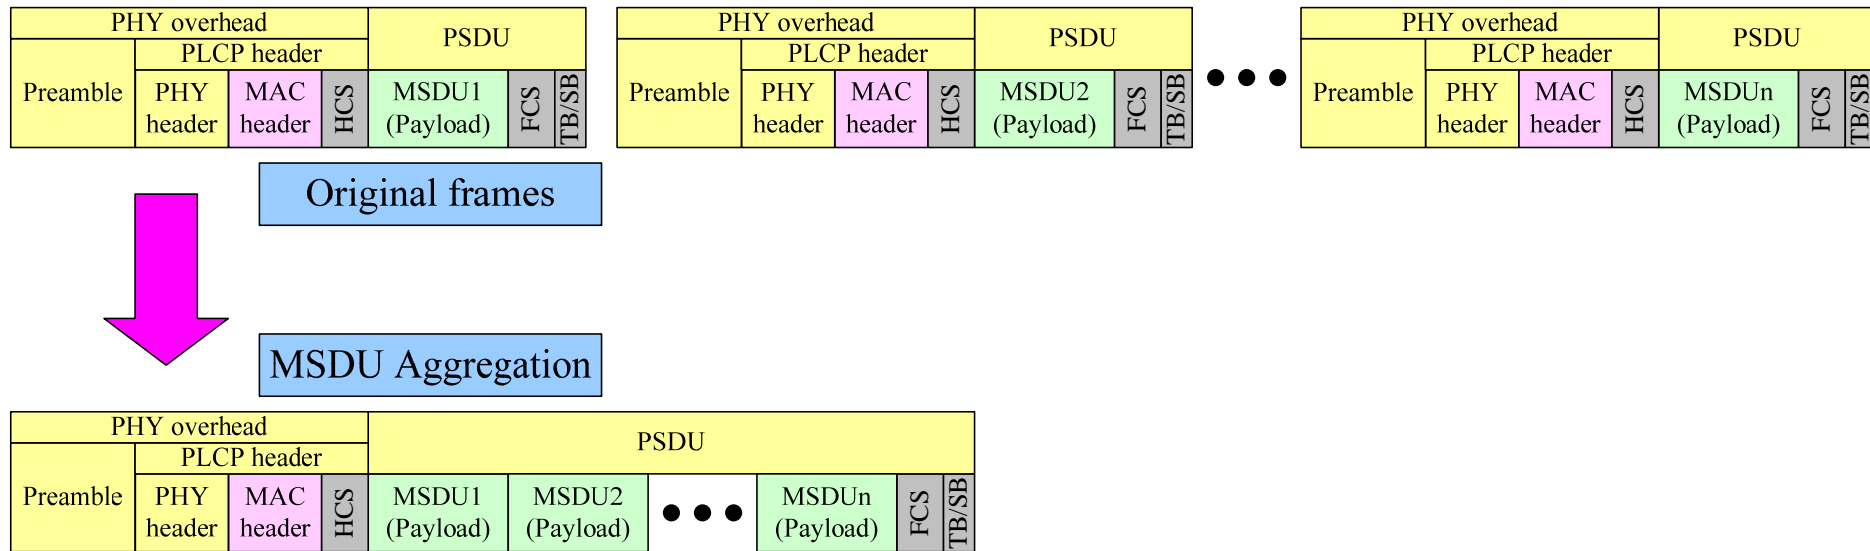 PHY overhead
PSDU
PLCP header
Preamble
PHY
header
MAC
header
HCS
MSDU1
(Payload)
FCS
TB/SB
PHY overhead
PSDU
PLCP header
Preamble
PHY
header
MAC
header
HCS
MSDU2
(Payload)
FCS
TB/SB
PHY overhead
PSDU
PLCP header
Preamble
PHY
header
MAC
header
HCS
MSDUn
(Payload)
FCS
TB/SB
Original frames
MSDU Aggregation
PHY overhead
PSDU
PLCP header
Preamble
PHY
header
MAC
header
HCS
MSDU1
(Payload)
MSDU2
(Payload)
MSDUn
(Payload)
FCS
TB/SB